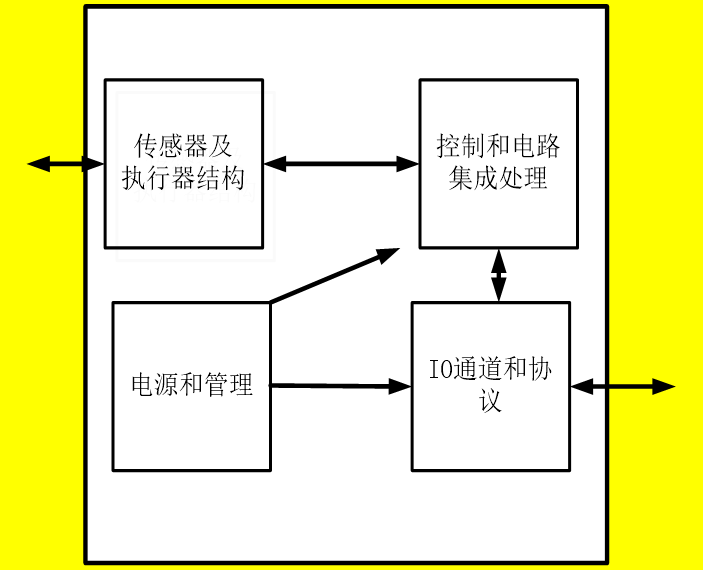 传感器及
执行器结构
控制和电路
集成处理
电源和管理
IO通道和协
议